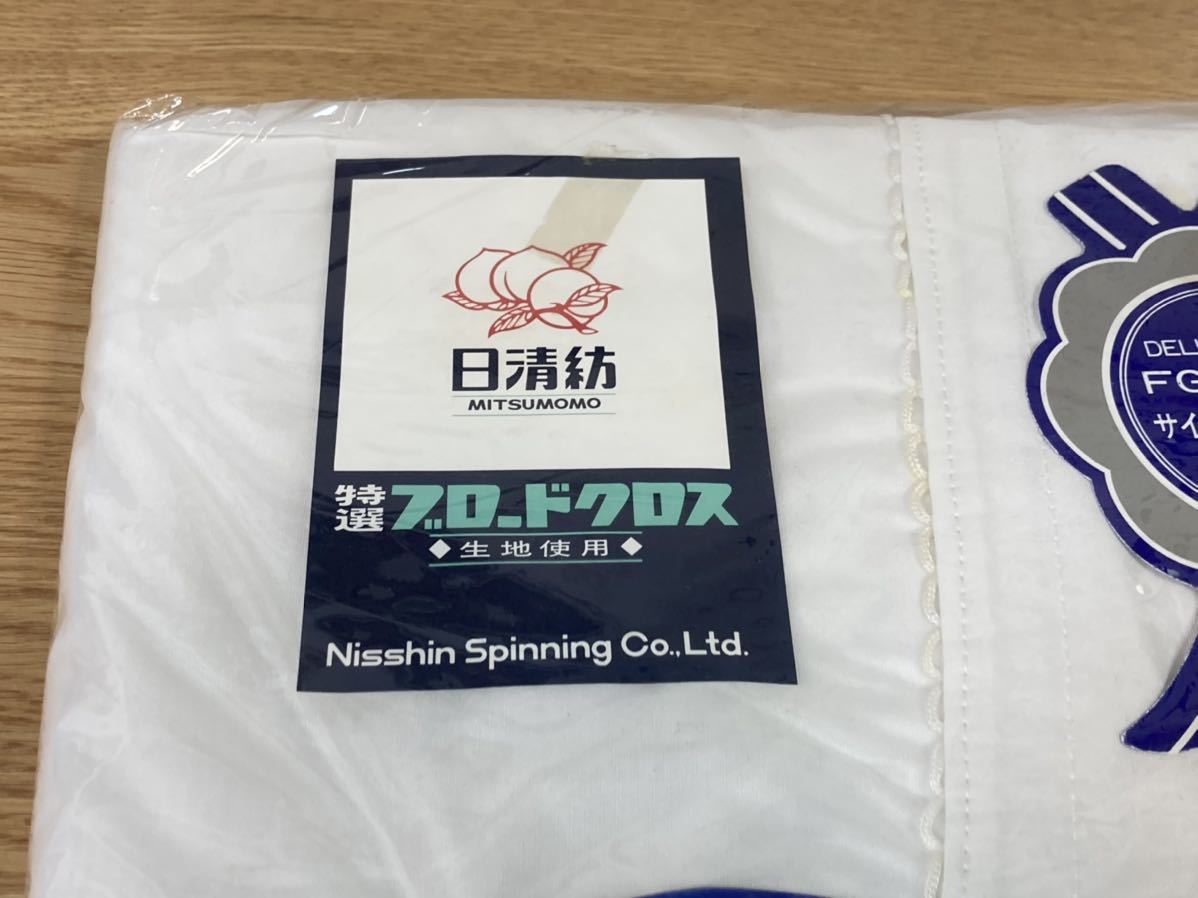 日清紡
MITSUMOMO
特選 ブロードクロス
◆生地使用◆
Nisshin Spinning Co.,Ltd.
FG